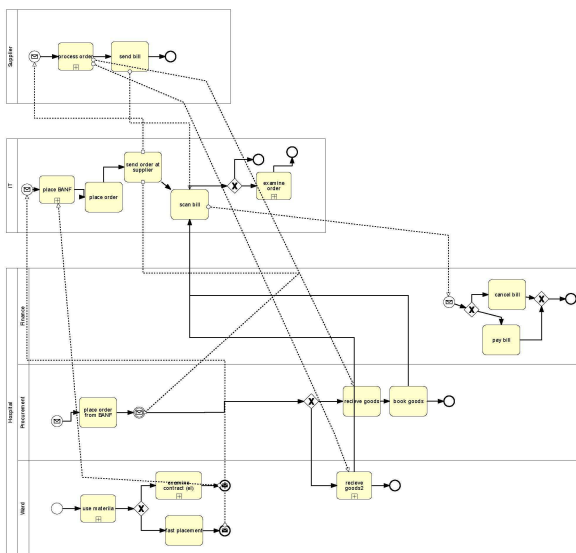 Supplier
process order
send bill
IT
place BANF
place order
send order at
supplier
scan bill
examine
order
Hospital
Finance
cancel bill
pay bill
Procurement
place order
from BANF
recieve goods
book goods
Ward
use materila
examine
contract (el)
fast placement
recieve
goods2